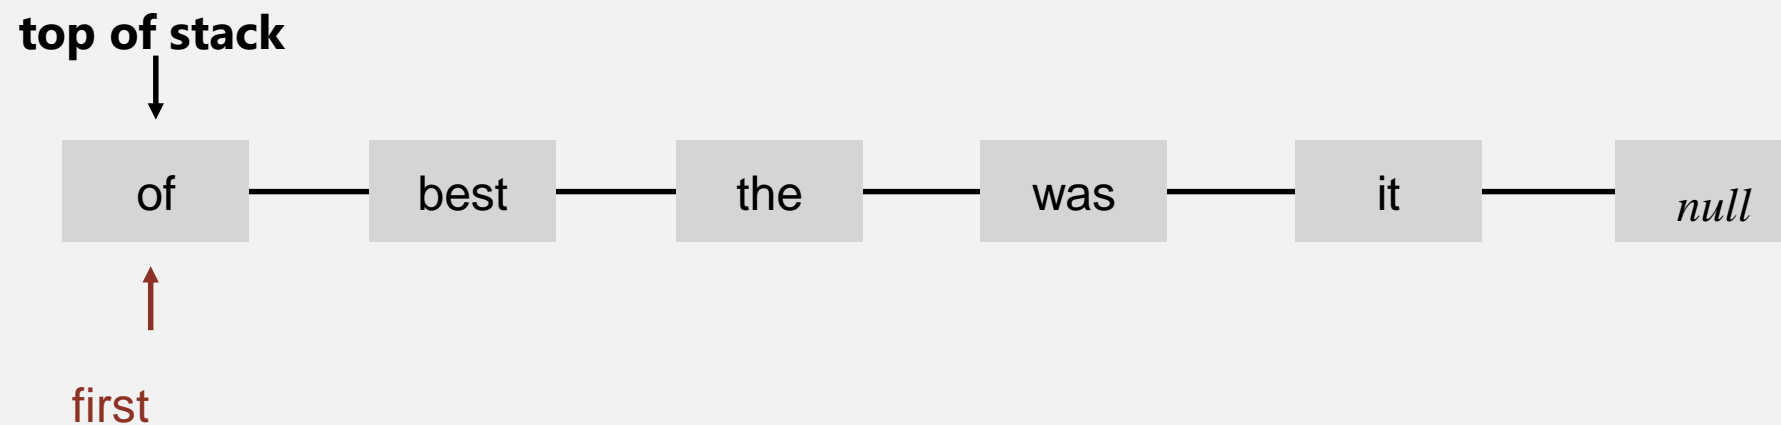 top of stack
of best the was it null
first